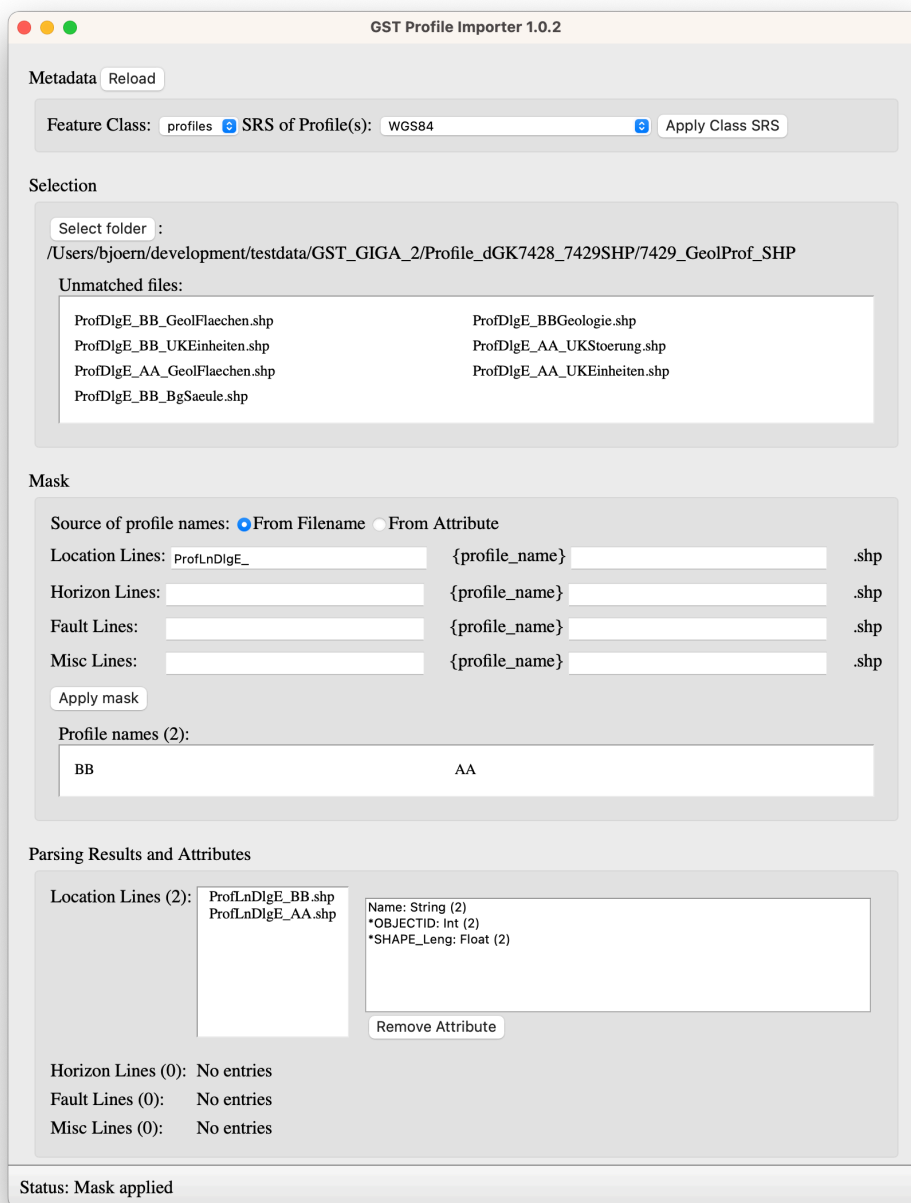 GST Profile Importer 1.0.2
Metadata Reload
Feature Class: profiles SRS of Profile(s): WGS84 Apply Class SRS
Selection
Select folder :
/Users/bjoern/development/testdata/GST_GIGA_2/Profile_dGK7428_7429SHP/7429_GeolProf_SHP
Unmatched files:
ProfDlgE_BB_GeolFlaechen.shp ProfDlgE_BBGeologie.shp
ProfDlgE_BB_UKEinheiten.shp ProfDlgE_AA_UKStoerung.shp
ProfDlgE_AA_GeolFlaechen.shp ProfDlgE_AA_UKEinheiten.shp
ProfDlgE_BB_BgSaeule.shp
Mask
Source of profile names: From Filename From Attribute
Location Lines: ProfLnDlgE_ {profile_name} .shp
Horizon Lines: {profile_name} .shp
Fault Lines: {profile_name} .shp
Misc Lines: {profile_name} .shp
Apply mask
Profile names (2):
BB AA
Parsing Results and Attributes
Location Lines (2): ProfLnDlgE_BB.shp
ProfLnDlgE_AA.shp
Name: String (2)
*OBJECTID: Int (2)
*SHAPE_Leng: Float (2)
Remove Attribute
Horizon Lines (0): No entries
Fault Lines (0): No entries
Misc Lines (0): No entries
Status: Mask applied